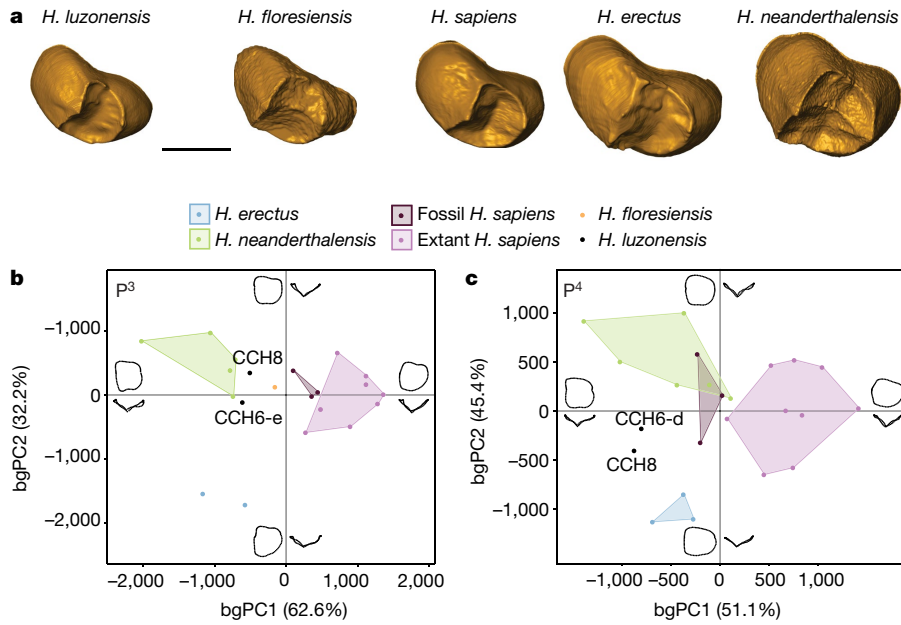 a
H. luzonensis H. floresiensis H. sapiens H. erectus H. neanderthalensis
H. erectus Fossil H. sapiens H. floresiensis
H. neanderthalensis Extant H. sapiens H. luzonensis
b
P3
−1,000
0
−1,000
−2,000
bgPC2 (32.2%)
CCH8
CCH6-e
−2,000 −1,000 0 1,000 2,000
bgPC1 (62.6%)
c
P4
1,000
500
0
−500
−1,000
bgPC2 (45.4%)
CCH6-d
CCH8
−1,000 −500 0 500 1,000
bgPC1 (51.1%)